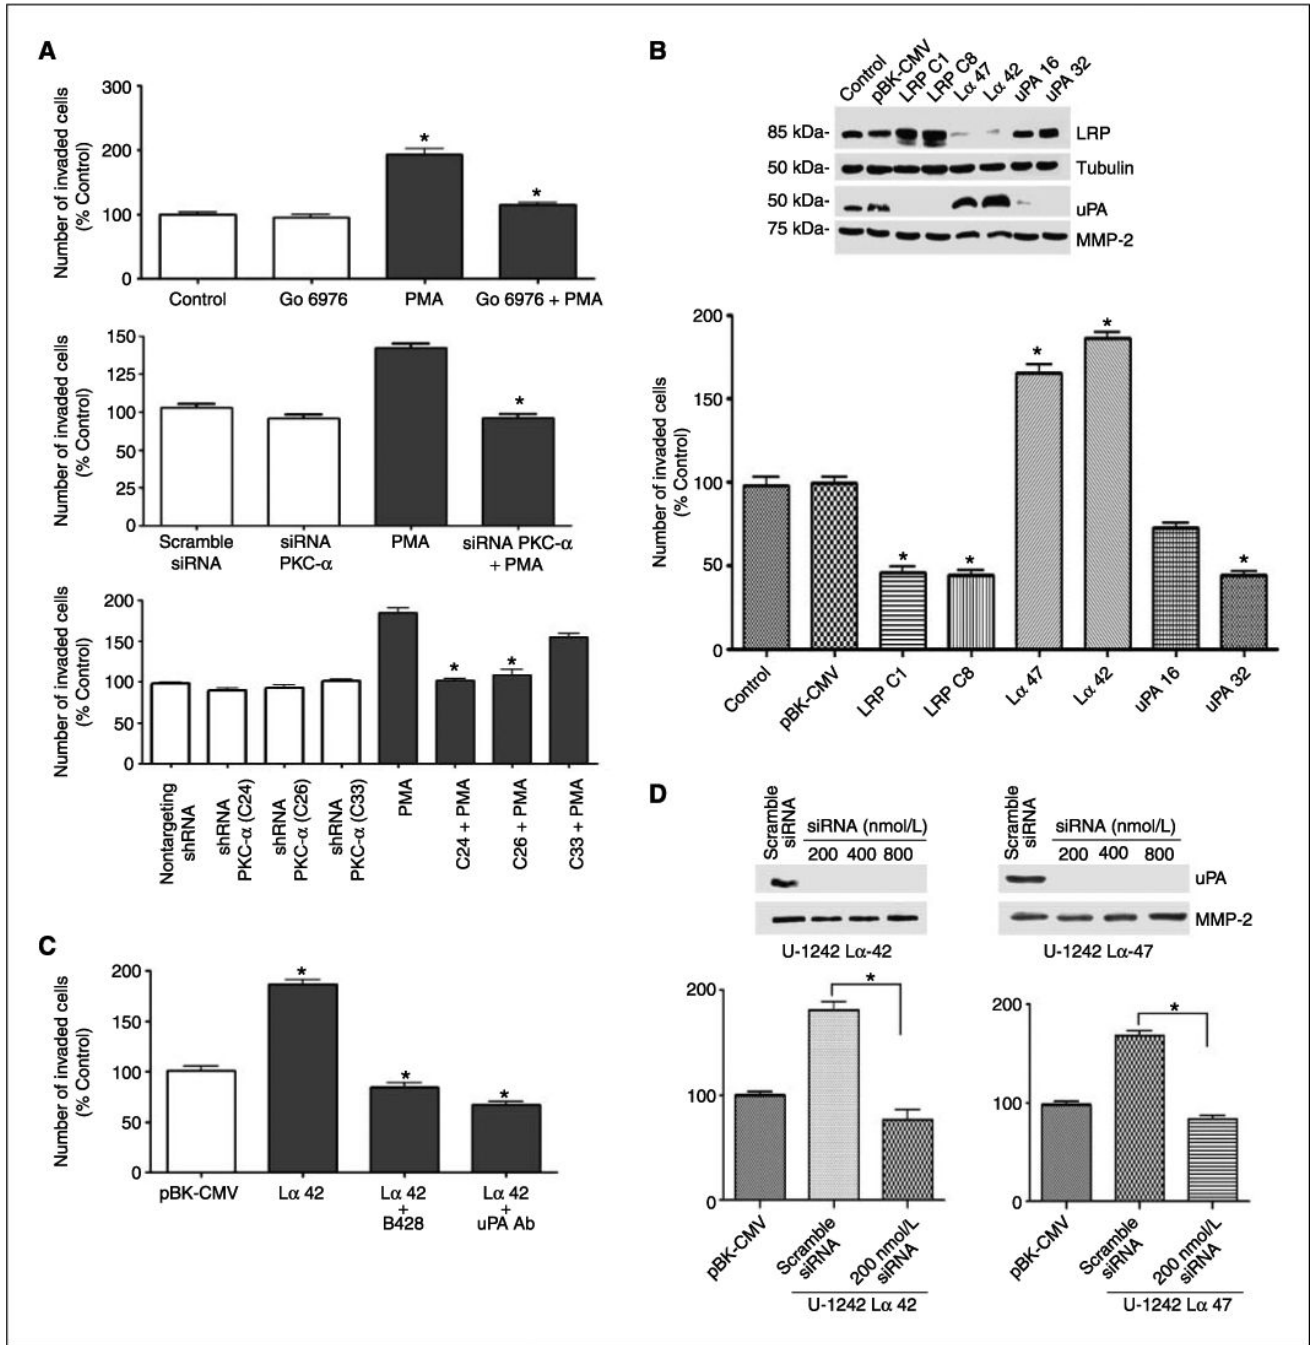 A
Number of invaded cells
(% Control)
300
200
100
0
Control
Go 6976
PMA
Go 6976 + PMA
*
*
Number of invaded cells
(% Control)
150
125
100
50
25
0
Scramble
siRNA
siRNA
PKC-α
PMA
siRNA PKC-α
+ PMA
*
Number of invaded cells
(% Control)
200
150
100
50
0
Nontargeting
shRNA
shRNA
PKC-α (C24)
shRNA
PKC-α (C26)
shRNA
PKC-α (C33)
PMA
C24 + PMA
C26 + PMA
C33 + PMA
*
*
B
Control
pBK-CMV
LRP C1
LRP C8
Lα 47
Lα 42
uPA 16
uPA 32
85 kDa-
LRP
50 kDa-
Tubulin
50 kDa-
uPA
75 kDa-
MMP-2
Number of invaded cells
(% Control)
200
150
100
50
0
*
*
*
*
*
Control
pBK-CMV
LRP C1
LRP C8
Lα 47
Lα 42
uPA 16
uPA 32
C
Number of invaded cells
(% Control)
200
150
100
50
0
*
*
*
pBK-CMV
Lα 42
Lα 42
+
B428
Lα 42
+
uPA Ab
D
Scramble
siRNA
siRNA (nmol/L)
200 400 800
U-1242 Lα-42
Scramble
siRNA
siRNA (nmol/L)
200 400 800
uPA
MMP-2
U-1242 Lα-47
200
100
0
*
pBK-CMV
Scramble
siRNA
200 nmol/L
siRNA
U-1242 Lα 42
200
100
0
*
pBK-CMV
Scramble
siRNA
200 nmol/L
siRNA
U-1242 Lα 47